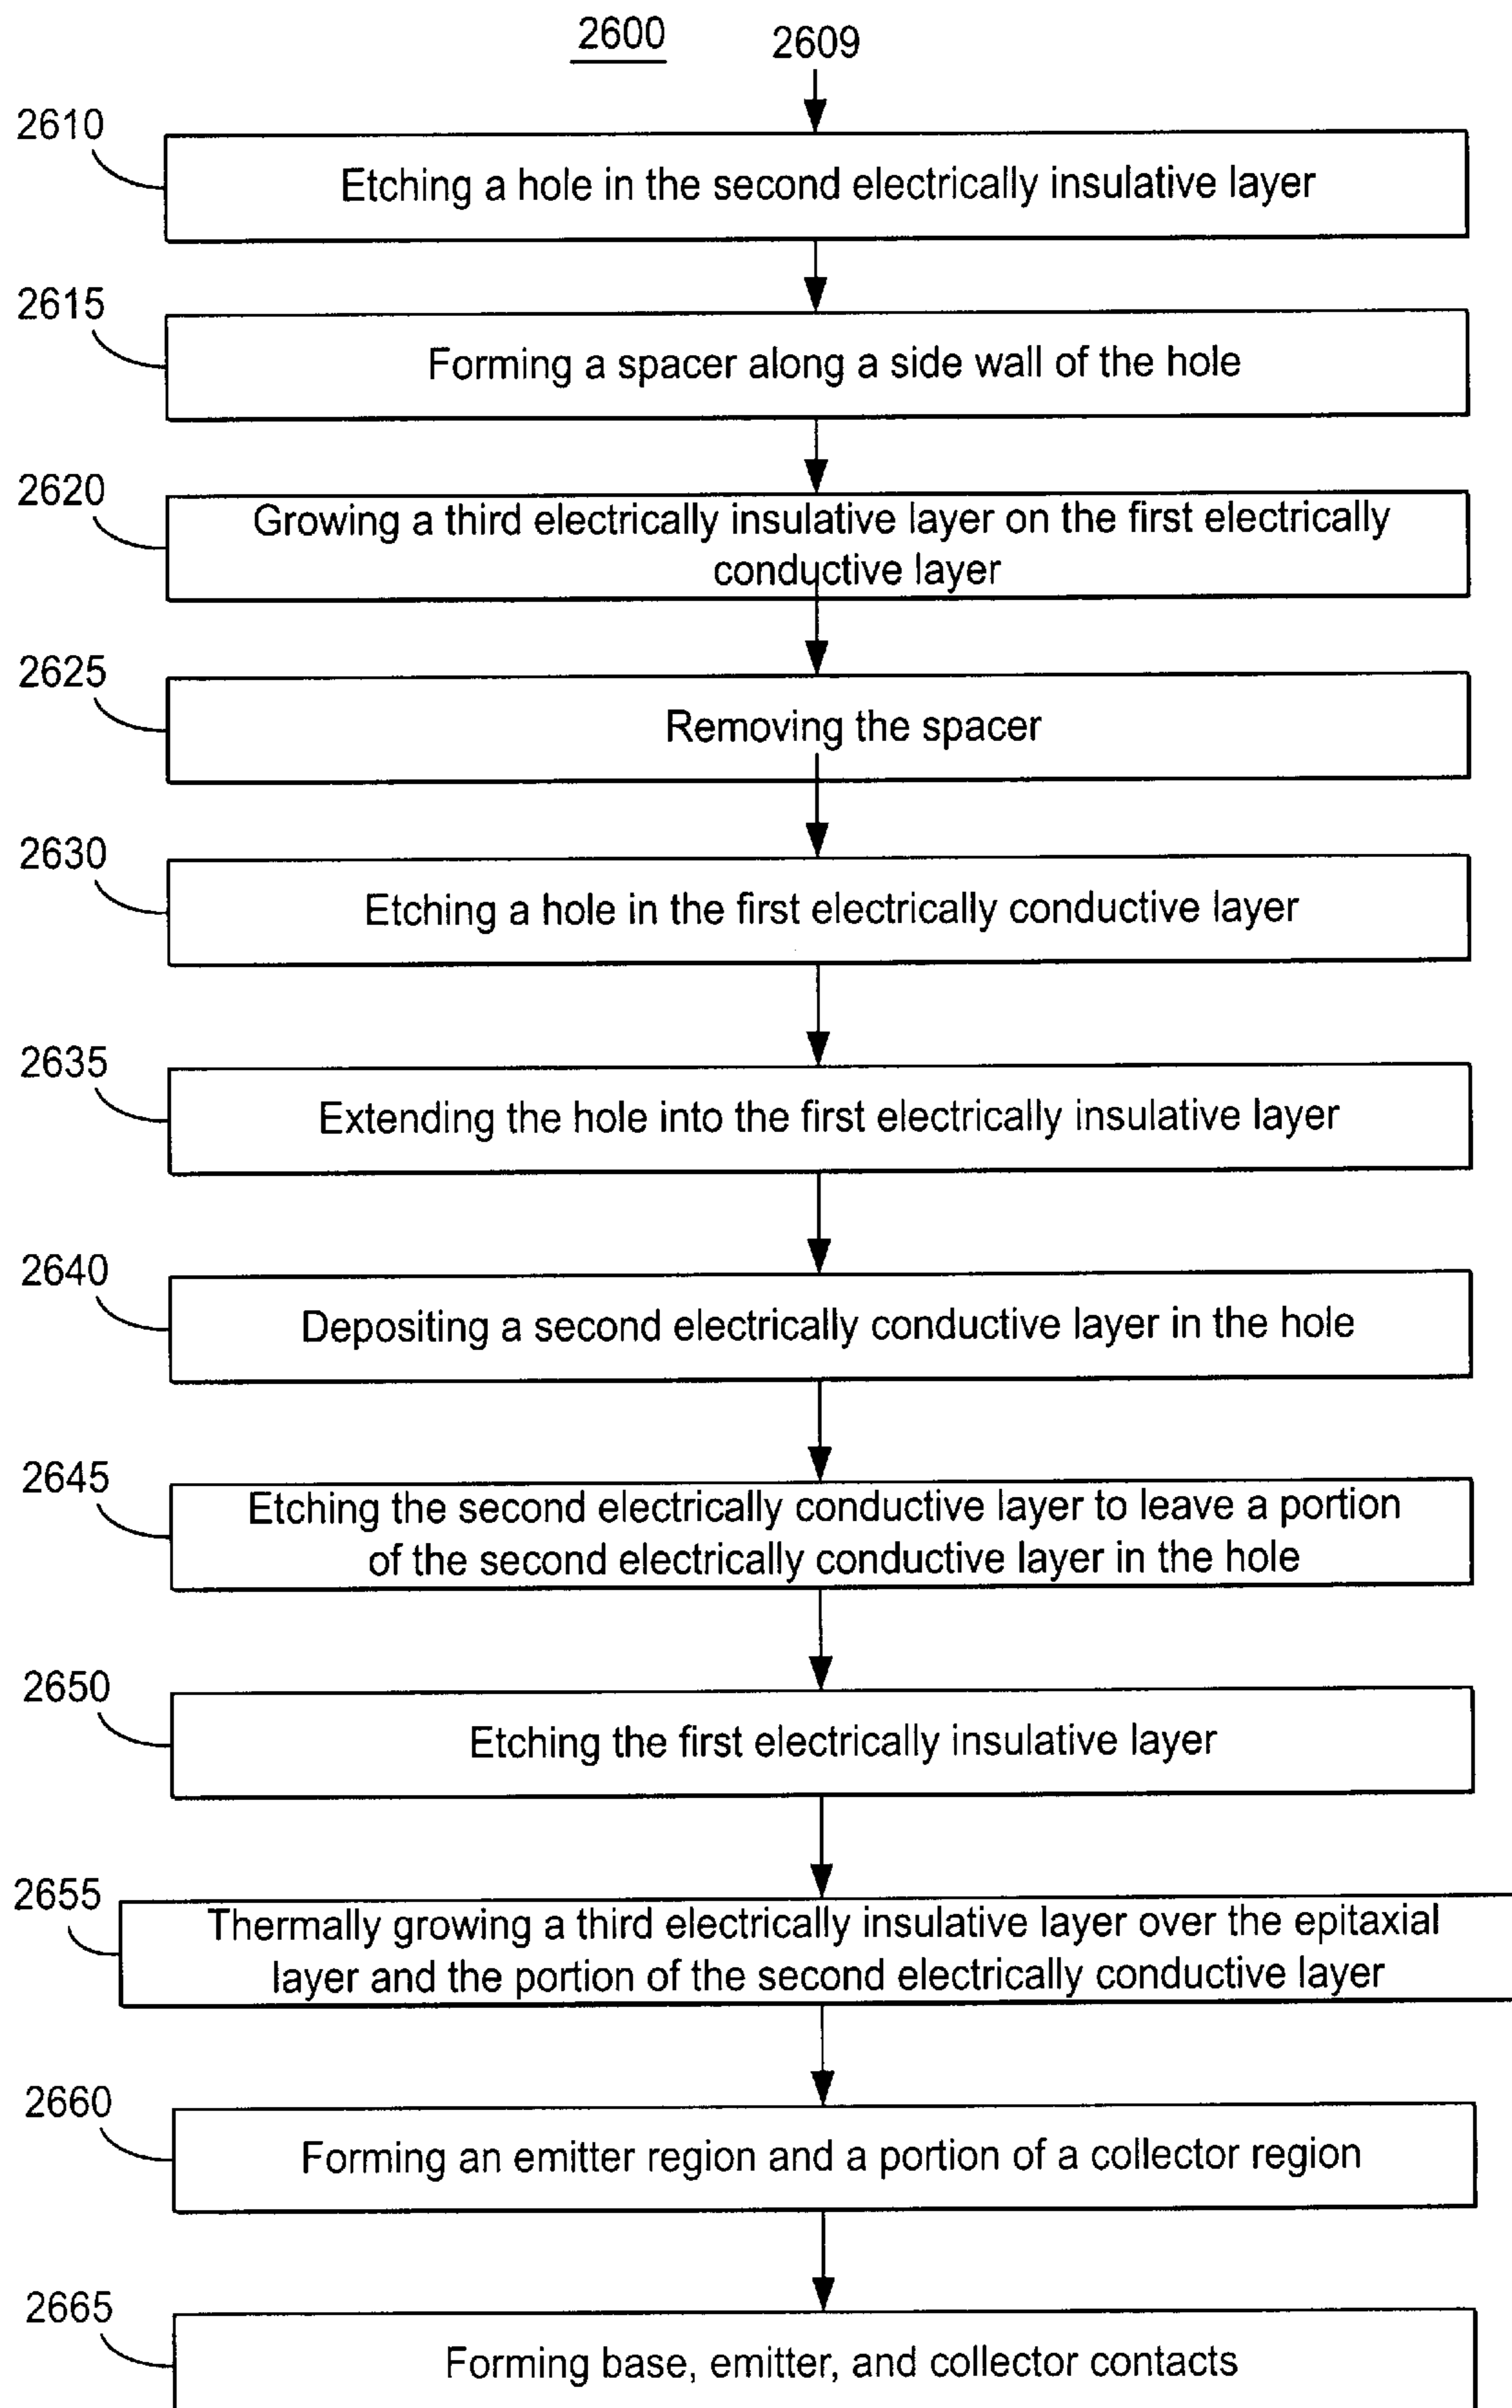 2600
2609
2610
Etching a hole in the second electrically insulative layer
2615
Forming a spacer along a side wall of the hole
2620
Growing a third electrically insulative layer on the first electrically
conductive layer
2625
Removing the spacer
2630
Etching a hole in the first electrically conductive layer
2635
Extending the hole into the first electrically insulative layer
2640
Depositing a second electrically conductive layer in the hole
2645
Etching the second electrically conductive layer to leave a portion
of the second electrically conductive layer in the hole
2650
Etching the first electrically insulative layer
2655
Thermally growing a third electrically insulative layer over the epitaxial
layer and the portion of the second electrically conductive layer
2660
Forming an emitter region and a portion of a collector region
2665
Forming base, emitter, and collector contacts